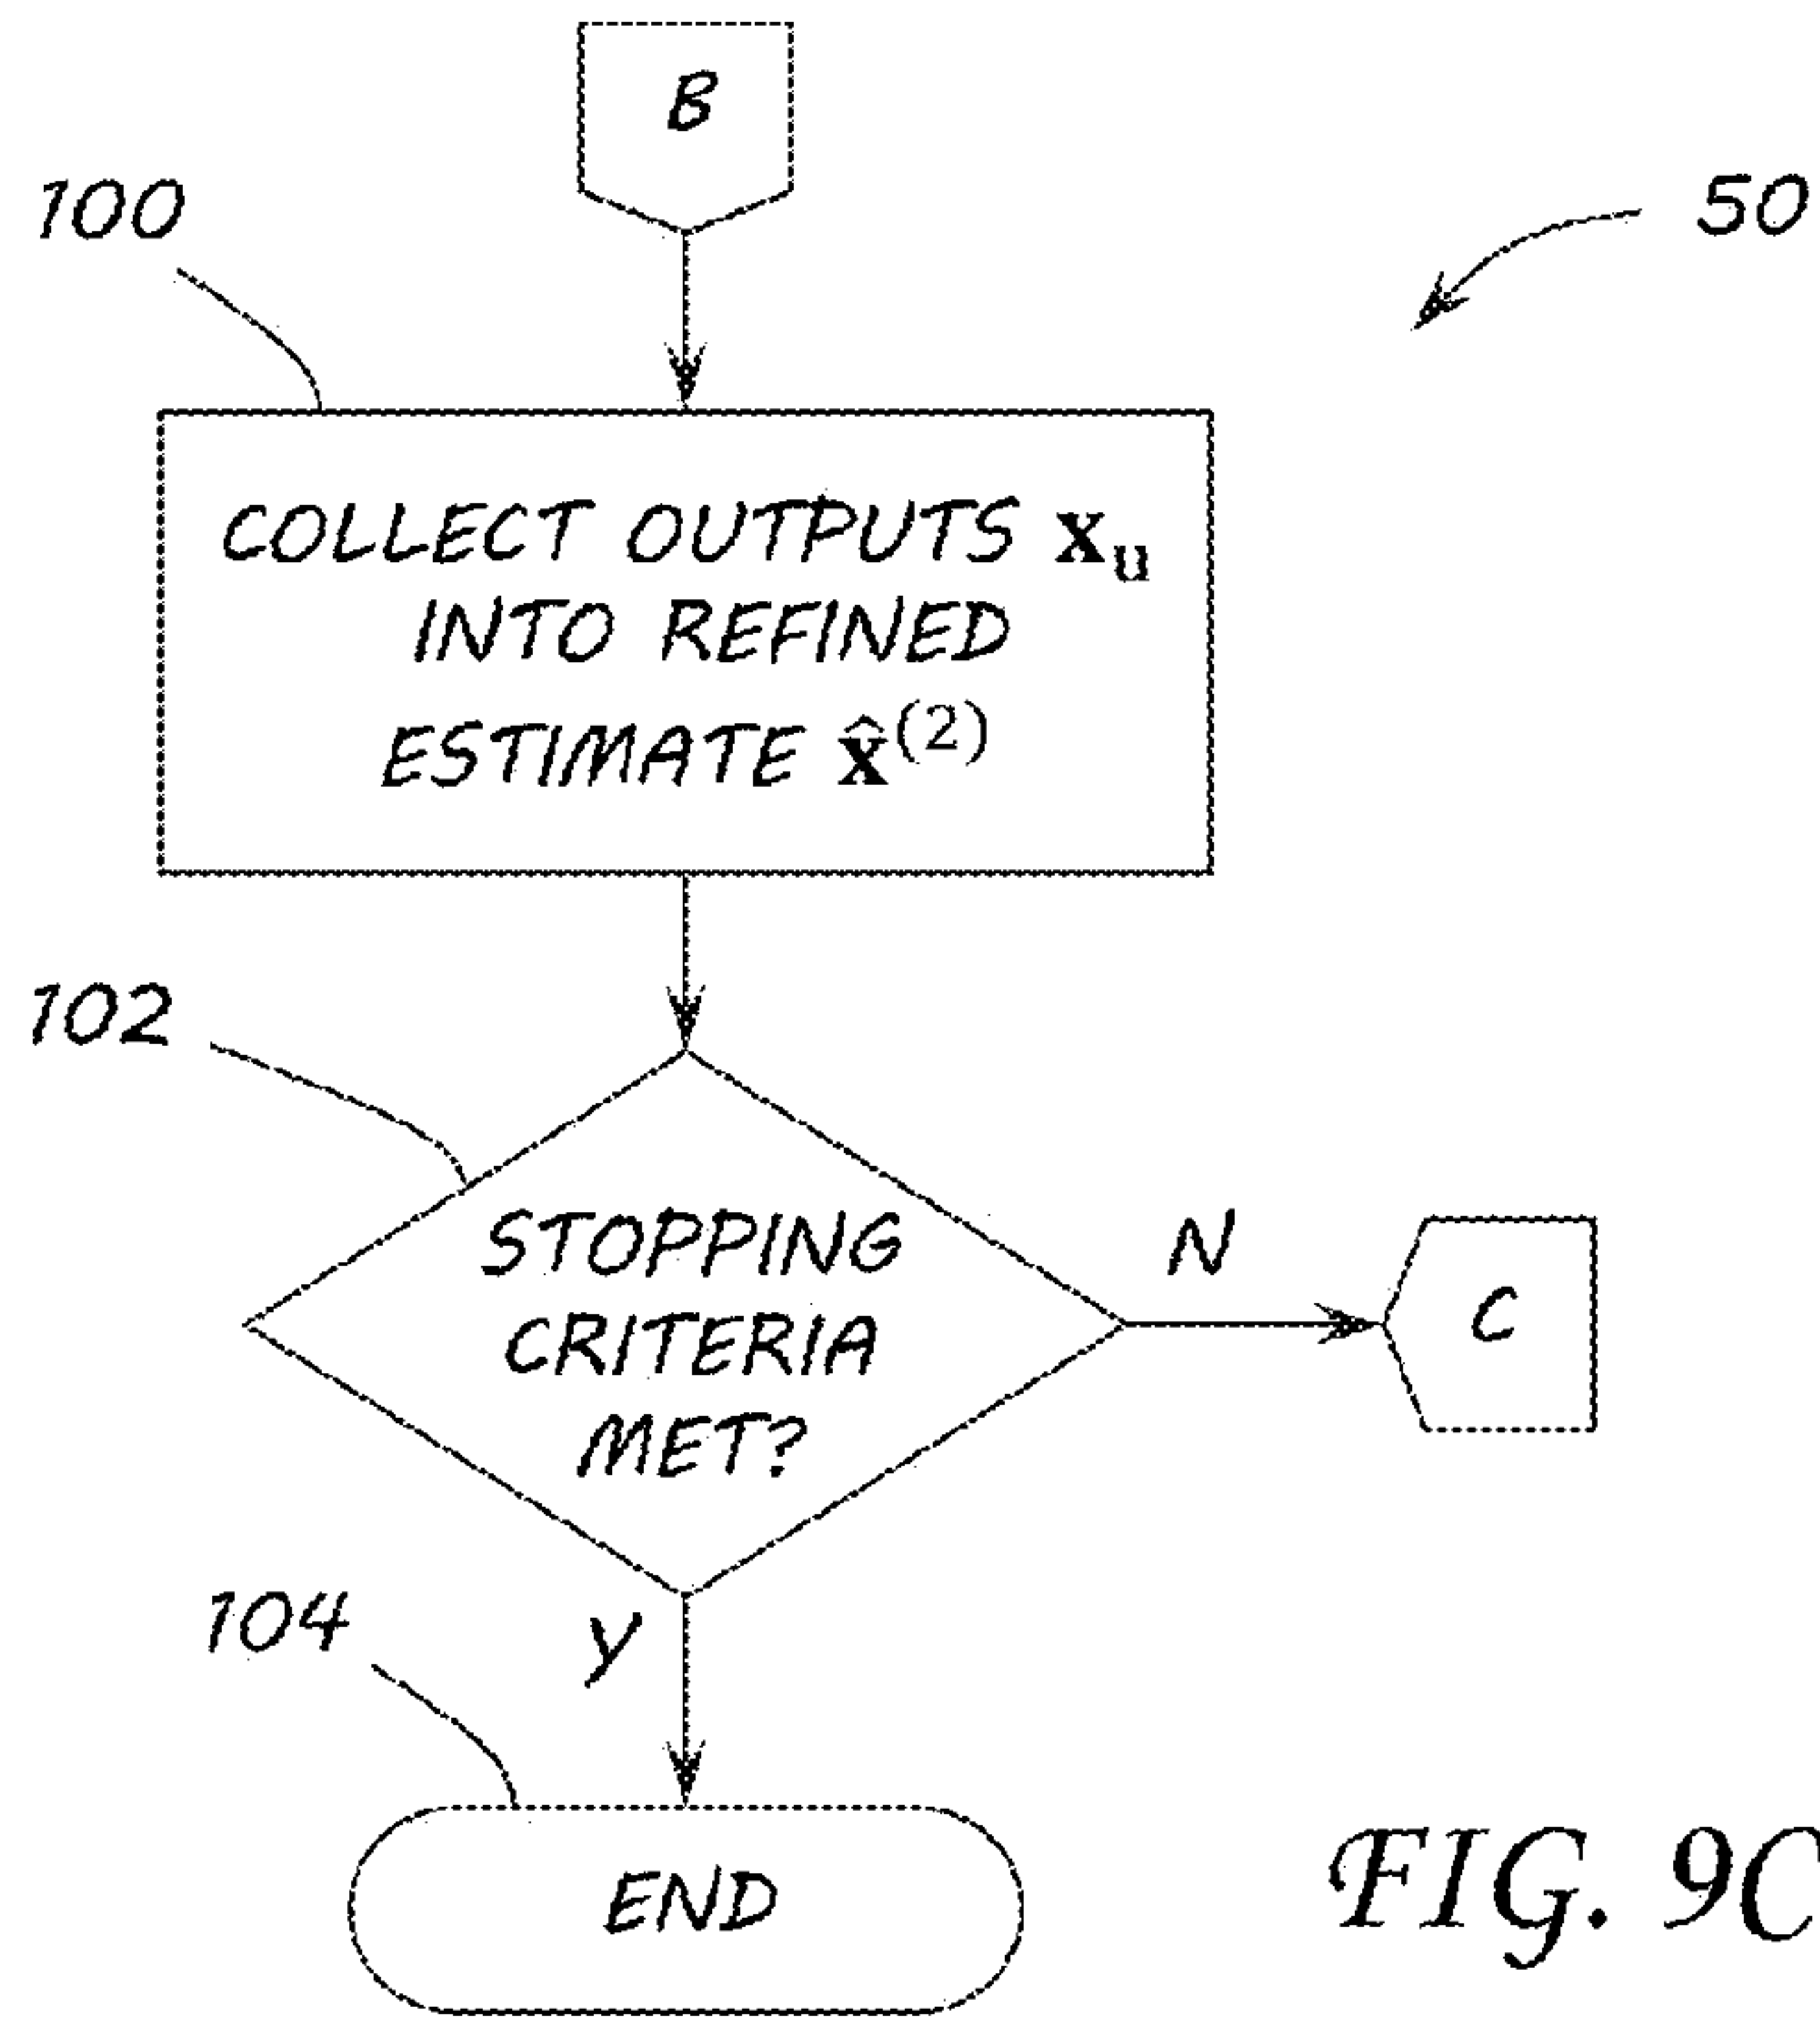 B
100
50
COLLECT OUTPUTS 𝐱ᵤ
INTO REFINED
ESTIMATE 𝐱̂⁽²⁾
102
STOPPING
CRITERIA
MET?
N
C
104
Y
END
FIG. 9C